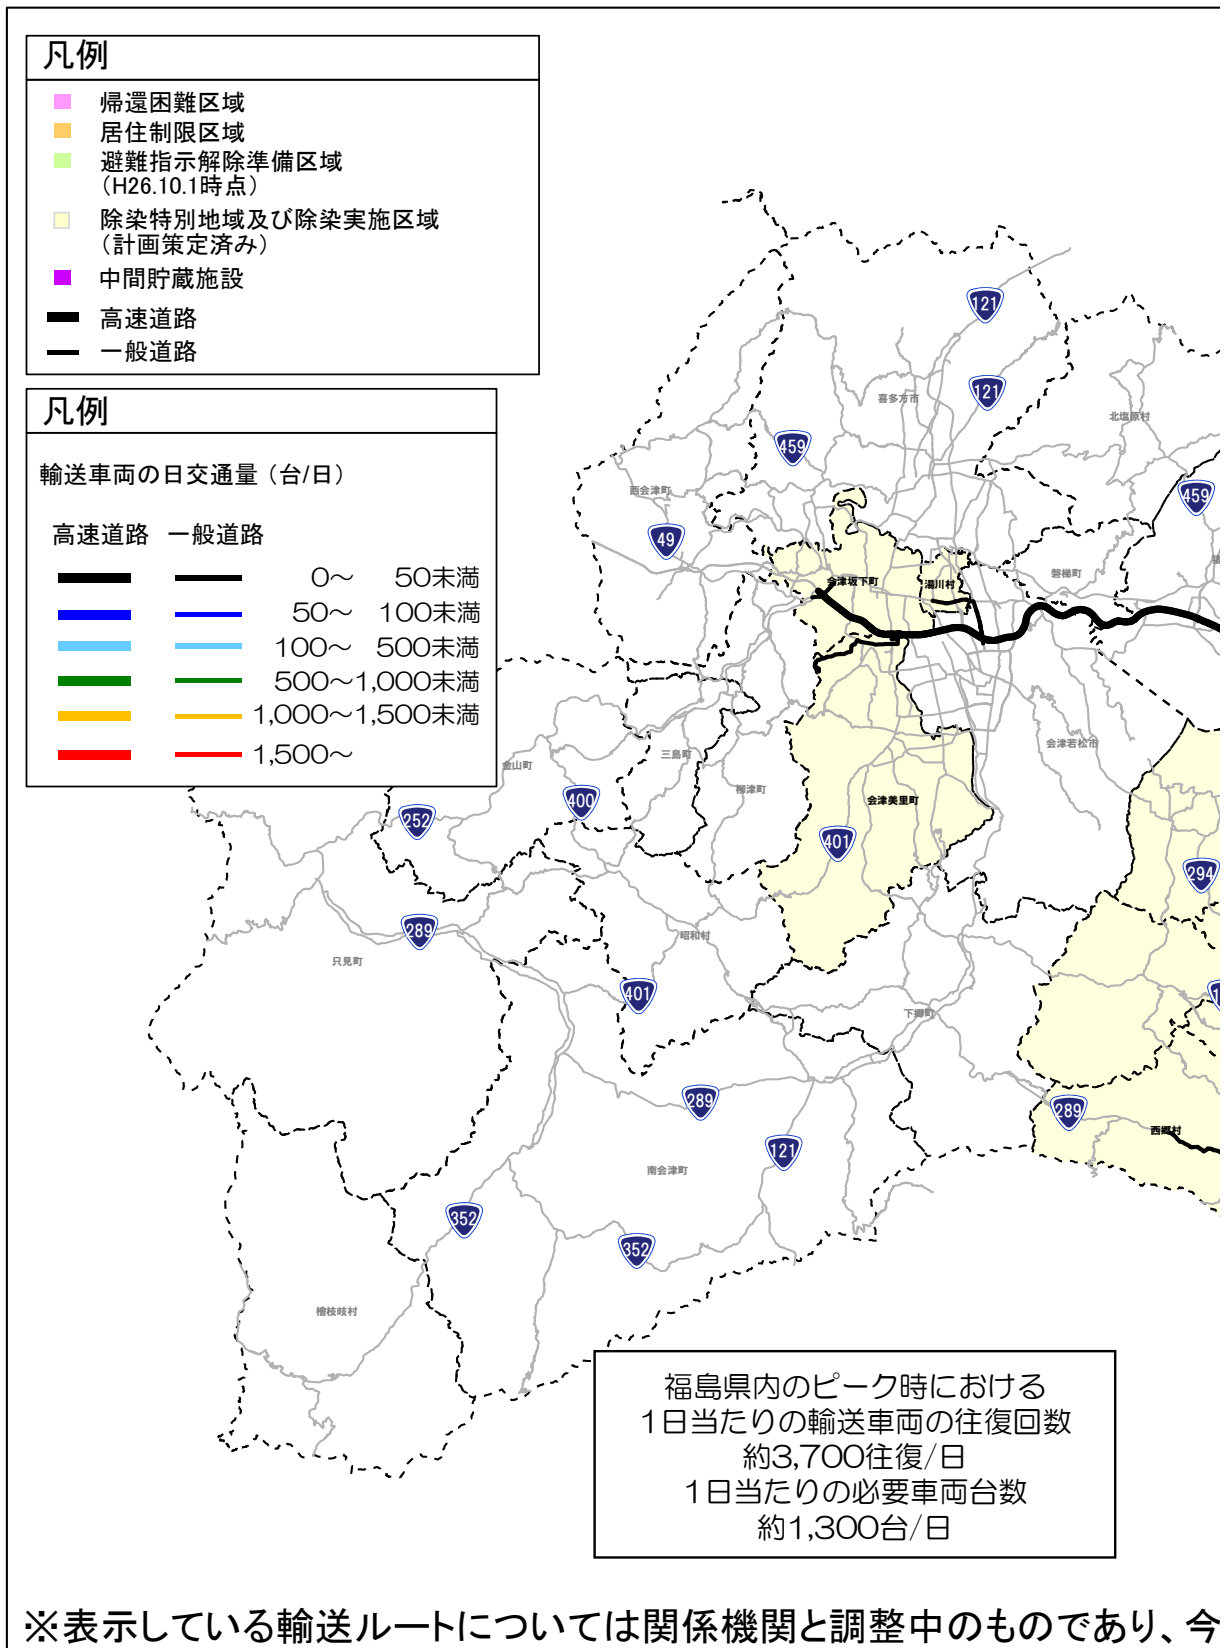 凡例
帰還困難区域
居住制限区域
避難指示解除準備区域
(H26.10.1時点)
除染特別地域及び除染実施区域
(計画策定済み)
中間貯蔵施設
高速道路
一般道路
凡例
輸送車両の日交通量(台/日)
高速道路 一般道路
0～ 50未満
50～ 100未満
100～ 500未満
500～1,000未満
1,000～1,500未満
1,500～
121
121
喜多方市
北塩原村
459
459
西会津町
49
会津坂下町
湯川村
磐梯町
三島町
金山町
柳津町
会津若松市
会津美里町
400
252
401
294
289
昭和村
只見町
401
下郷町
289
289
西郷村
121
南会津町
352
352
檜枝岐村
福島県内のピーク時における
1日当たりの輸送車両の往復回数
約3,700往復/日
1日当たりの必要車両台数
約1,300台/日
※表示している輸送ルートについては関係機関と調整中のものであり、今